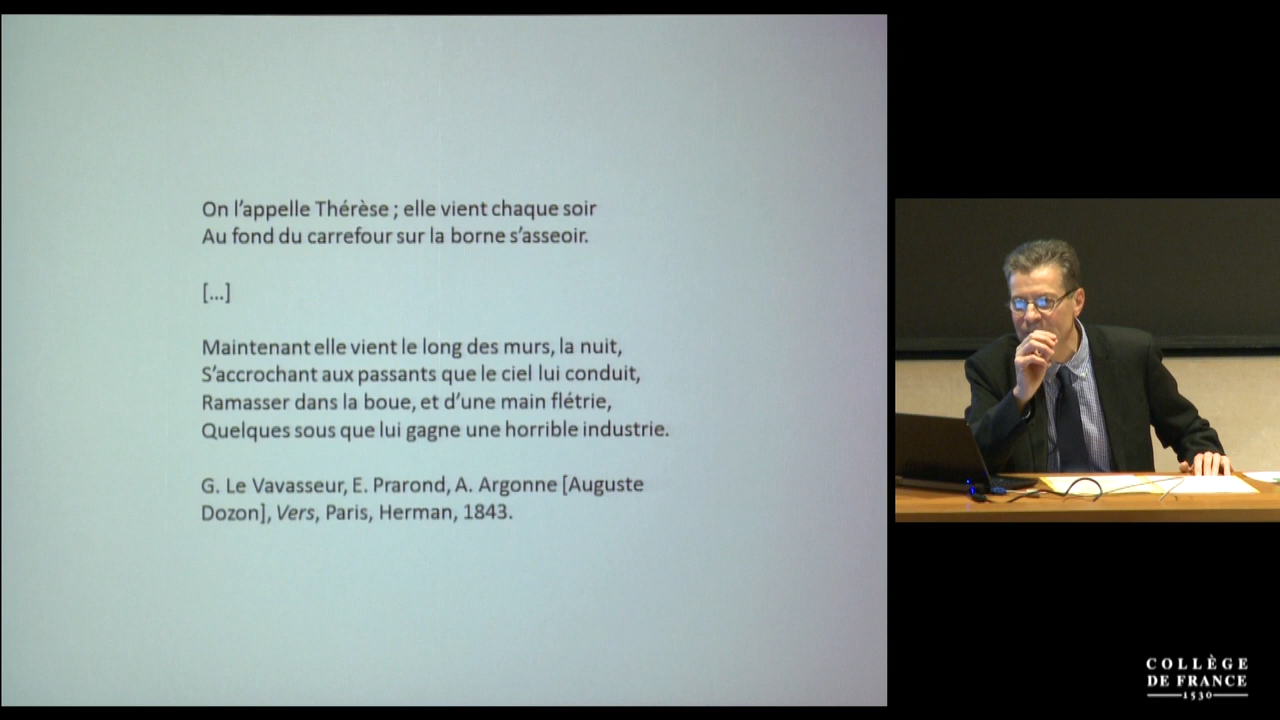 On l'appelle Thérèse ; elle vient chaque soir
Au fond du carrefour sur la borne s'asseoir.
[...]
Maintenant elle vient le long des murs, la nuit,
S'accrochant aux passants que le ciel lui conduit,
Ramasser dans la boue, et d'une main flétrie,
Quelques sous que lui gagne une horrible industrie.
G. Le Vavasseur, E. Prarond, A. Argonne [Auguste
Dozon], Vers, Paris, Herman, 1843.
COLLÈGE
DE FRANCE
1530